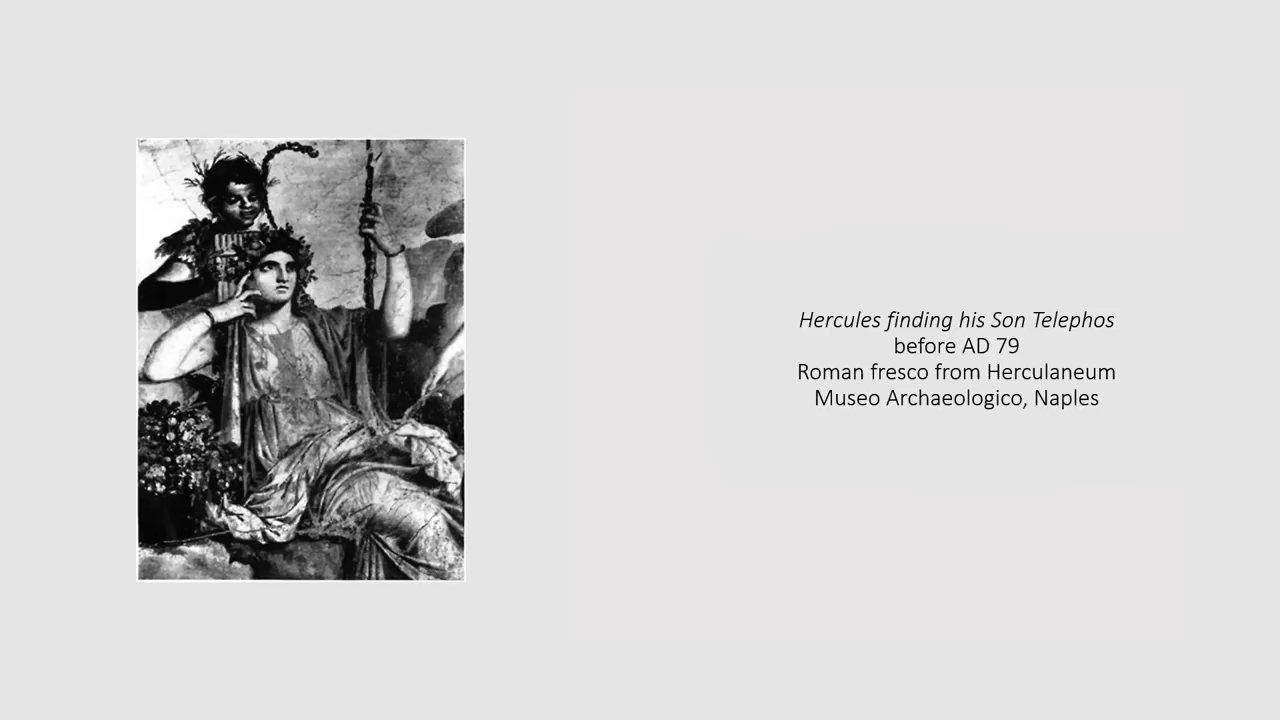 Hercules finding his Son Telephos
before AD 79
Roman fresco from Herculaneum
Museo Archaeologico, Naples